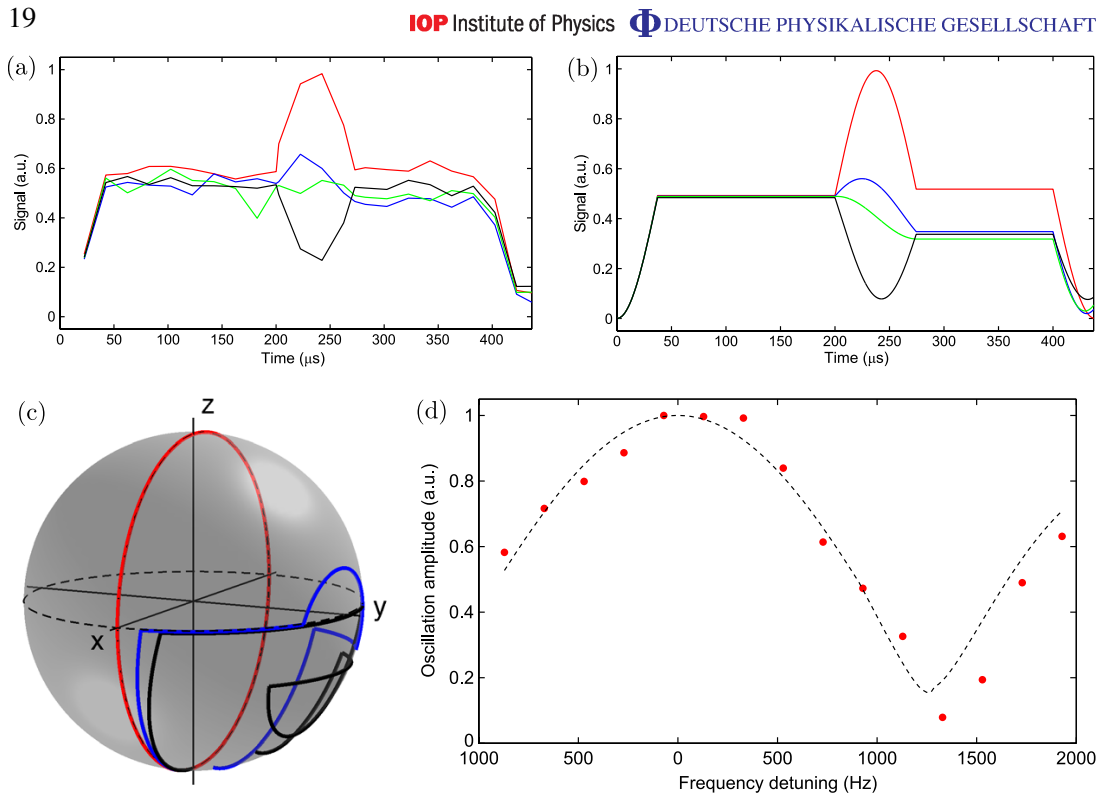 19
IOP Institute of Physics ΦDEUTSCHE PHYSIKALISCHE GESELLSCHAFT
(a)
1
0.8
0.6
0.4
0.2
0
Signal (a.u.)
0 50 100 150 200 250 300 350 400
Time (μs)
(b)
1
0.8
0.6
0.4
0.2
0
Signal (a.u.)
0 50 100 150 200 250 300 350 400
Time (μs)
(c)
z
y
x
(d)
1
0.8
0.6
0.4
0.2
0
Oscillation amplitude (a.u.)
1000 500 0 500 1000 1500 2000
Frequency detuning (Hz)